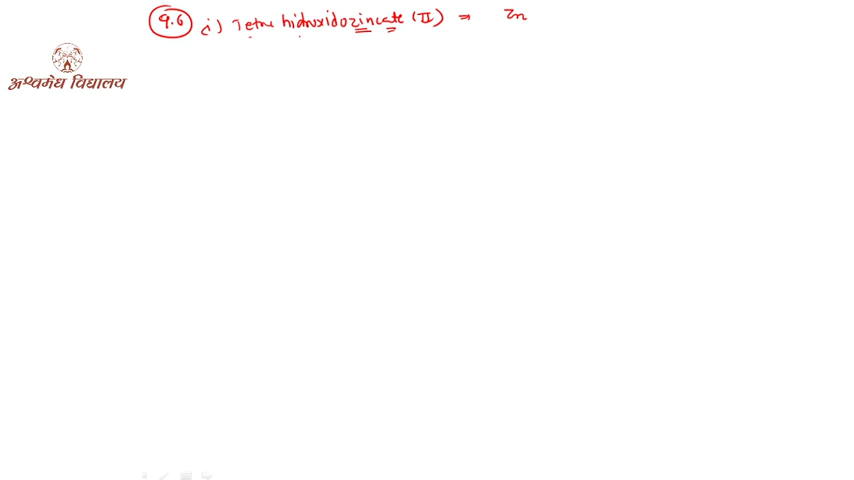 9.6 (i) Tetra hidroxidozincate (II) ⇒ Zn
अश्वमेध विद्यालय